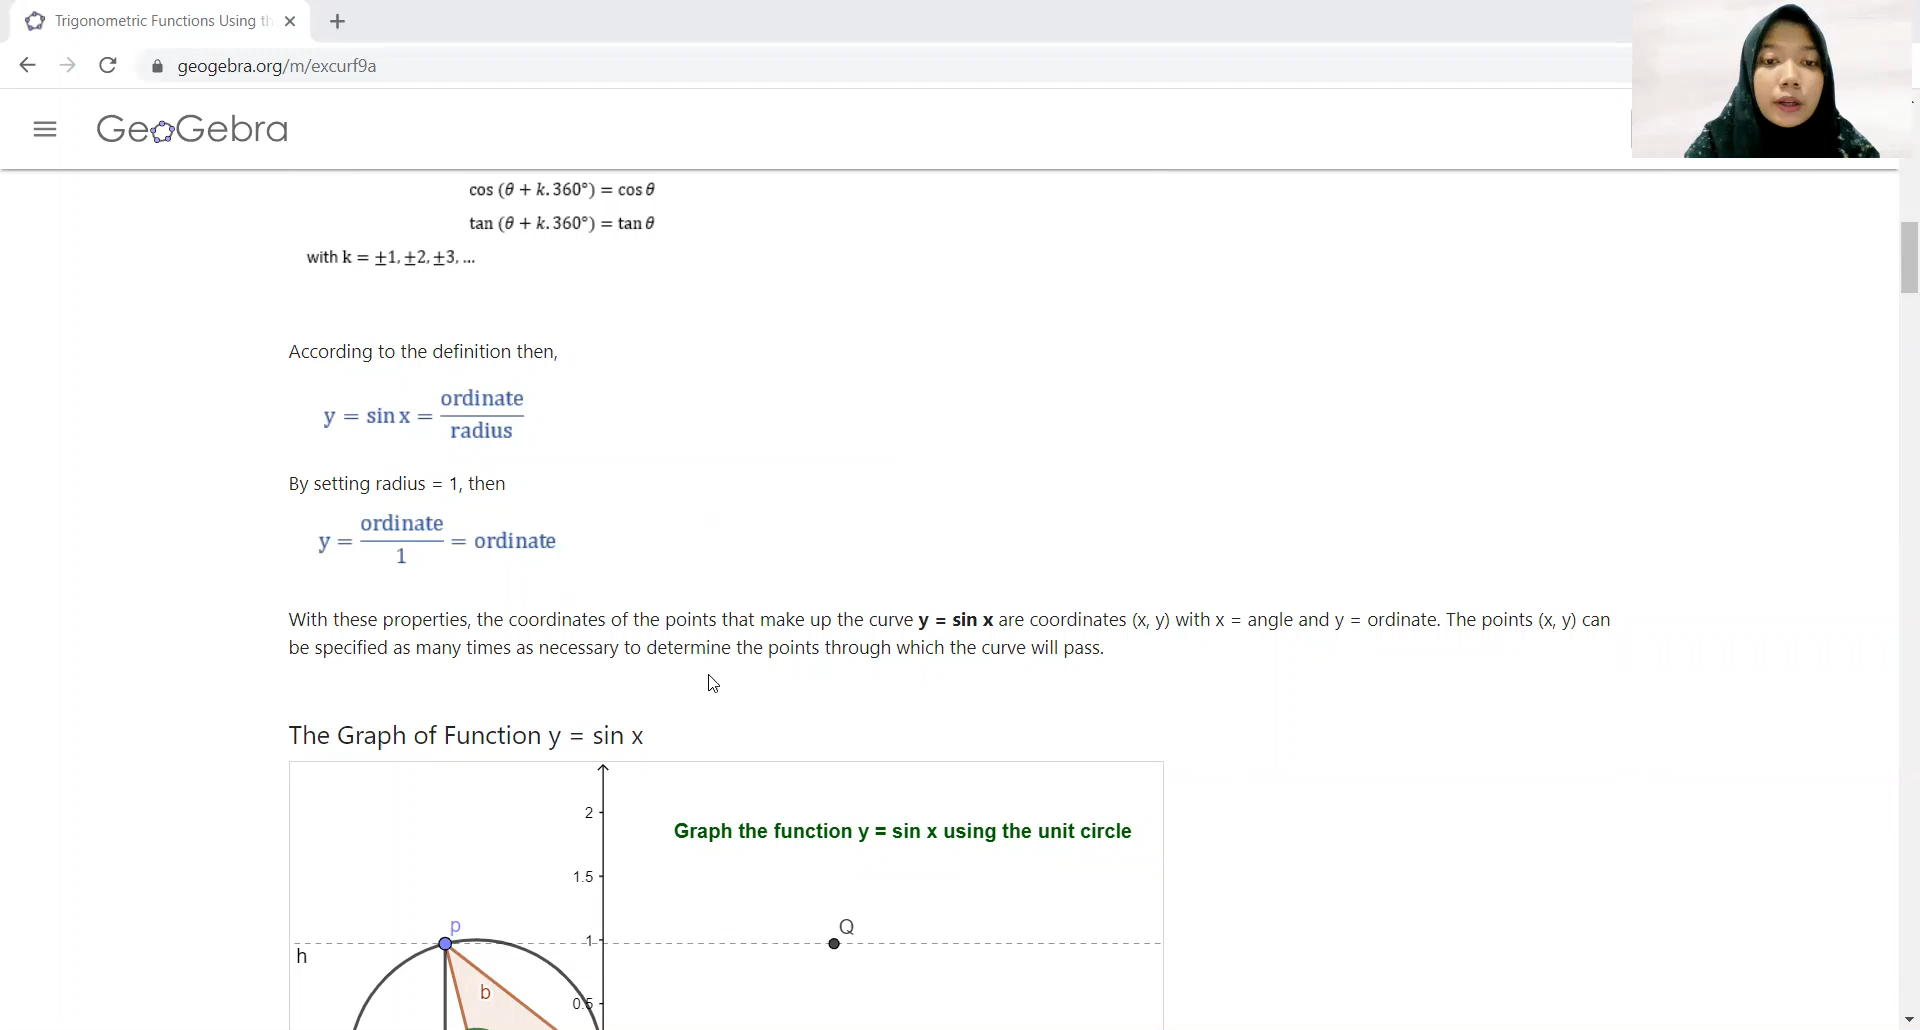 Trigonometric Functions Using th
geogebra.org/m/excurf9a
GeoGebra
cos (θ + k. 360°) = cos θ
tan (θ + k. 360°) = tan θ
with k = ±1, ±2, ±3, ...
According to the definition then,
y = sin x = ordinate / radius
By setting radius = 1, then
y = ordinate / 1 = ordinate
With these properties, the coordinates of the points that make up the curve y = sin x are coordinates (x, y) with x = angle and y = ordinate. The points (x, y) can
be specified as many times as necessary to determine the points through which the curve will pass.
The Graph of Function y = sin x
2
Graph the function y = sin x using the unit circle
1.5
p
Q
1
h
b
0.5